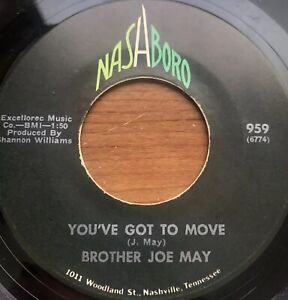 NASHBORO
Excellorec Music
Co.—BMI—1:50
Produced By
Shannon Williams
959
(6774)
YOU'VE GOT TO MOVE
(J. May)
BROTHER JOE MAY
1011 Woodland St., Nashville, Tennessee